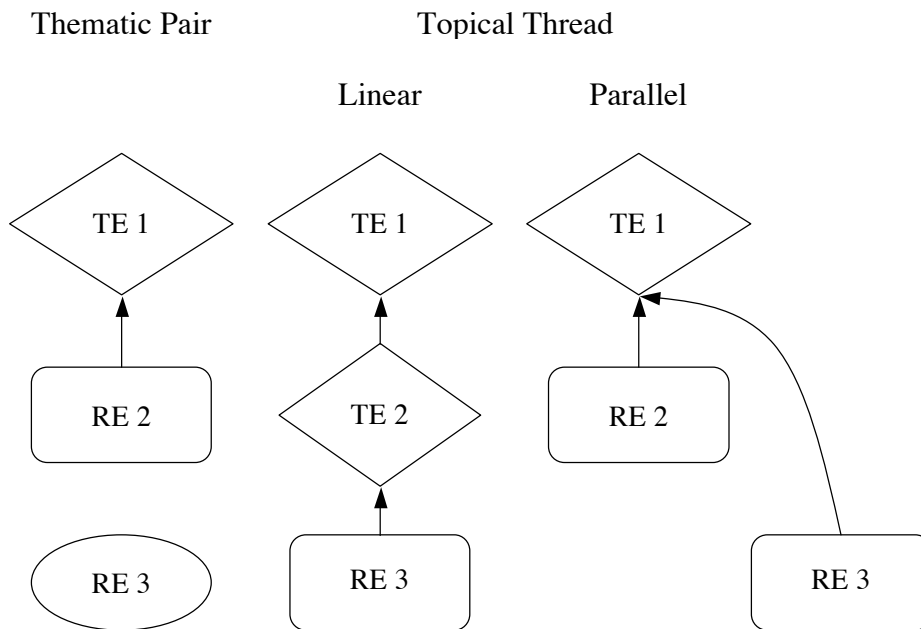 Thematic Pair Topical Thread
Linear Parallel
TE 1 TE 1 TE 1
RE 2 TE 2 RE 2
RE 3 RE 3 RE 3